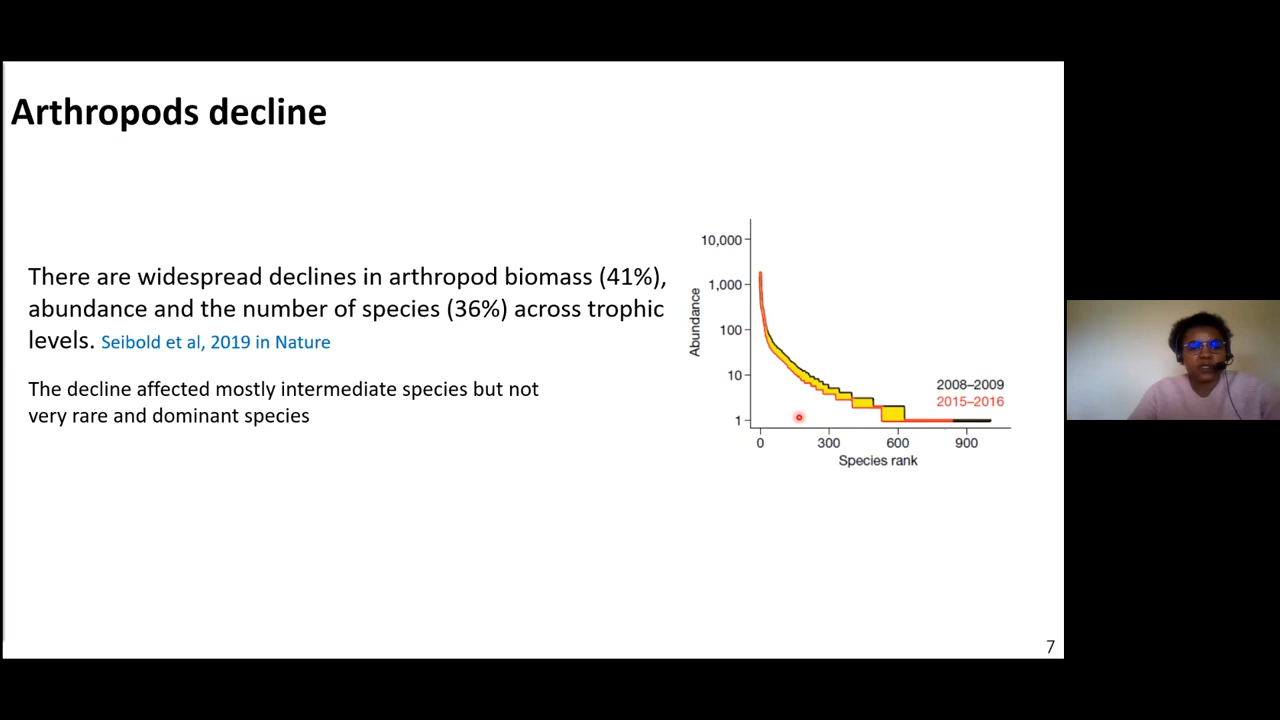 Arthropods decline
There are widespread declines in arthropod biomass (41%),
abundance and the number of species (36%) across trophic
levels. Seibold et al, 2019 in Nature
The decline affected mostly intermediate species but not
very rare and dominant species
10,000
1,000
100
10
1
Abundance
2008–2009
2015–2016
0 300 600 900
Species rank
7